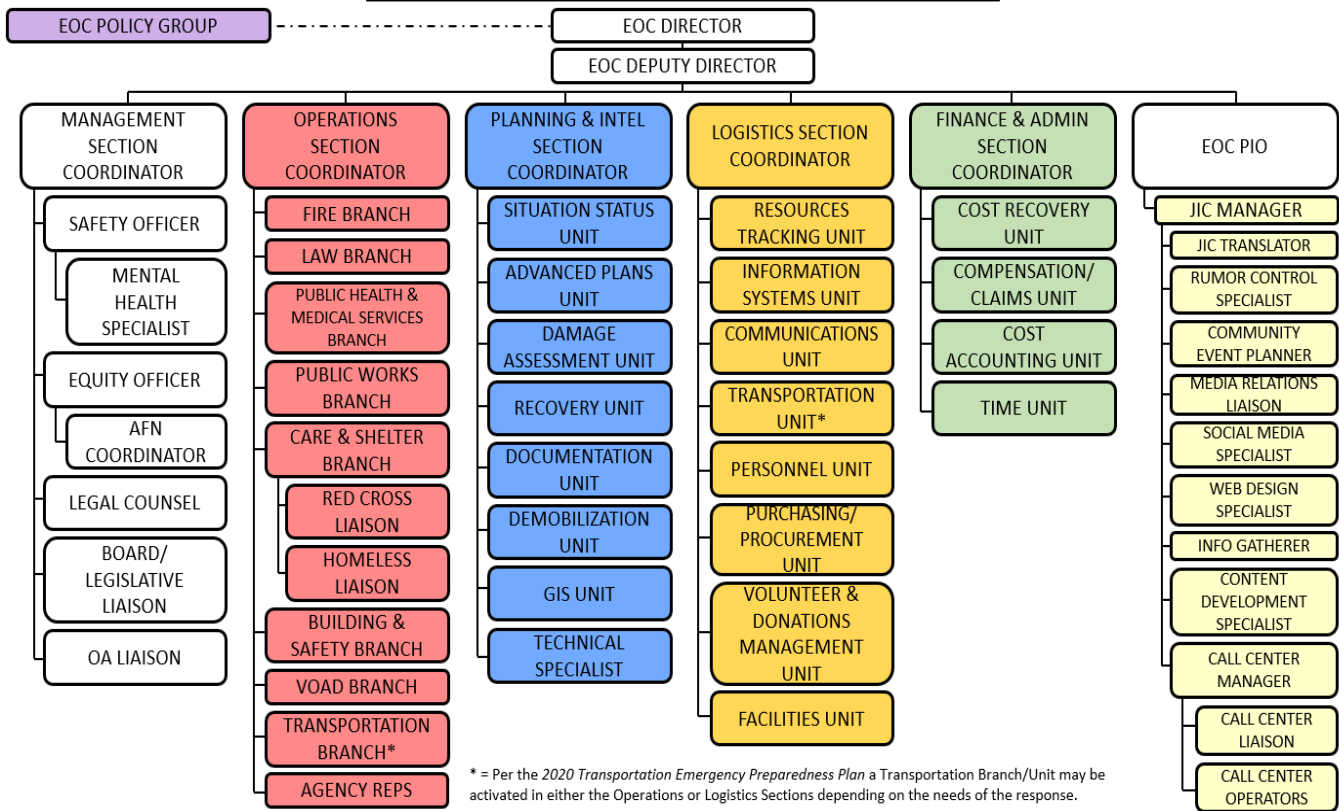 EOC POLICY GROUP
EOC DIRECTOR
EOC DEPUTY DIRECTOR
MANAGEMENT
SECTION
COORDINATOR
SAFETY OFFICER
MENTAL
HEALTH
SPECIALIST
EQUITY OFFICER
AFN
COORDINATOR
LEGAL COUNSEL
BOARD/
LEGISLATIVE
LIAISON
OA LIAISON
OPERATIONS
SECTION
COORDINATOR
FIRE BRANCH
LAW BRANCH
PUBLIC HEALTH &
MEDICAL SERVICES
BRANCH
PUBLIC WORKS
BRANCH
CARE & SHELTER
BRANCH
RED CROSS
LIAISON
HOMELESS
LIAISON
BUILDING &
SAFETY BRANCH
VOAD BRANCH
TRANSPORTATION
BRANCH*
AGENCY REPS
PLANNING & INTEL
SECTION
COORDINATOR
SITUATION STATUS
UNIT
ADVANCED PLANS
UNIT
DAMAGE
ASSESSMENT UNIT
RECOVERY UNIT
DOCUMENTATION
UNIT
DEMOBILIZATION
UNIT
GIS UNIT
TECHNICAL
SPECIALIST
LOGISTICS SECTION
COORDINATOR
RESOURCES
TRACKING UNIT
INFORMATION
SYSTEMS UNIT
COMMUNICATIONS
UNIT
TRANSPORTATION
UNIT*
PERSONNEL UNIT
PURCHASING/
PROCUREMENT
UNIT
VOLUNTEER &
DONATIONS
MANAGEMENT
UNIT
FACILITIES UNIT
FINANCE & ADMIN
SECTION
COORDINATOR
COST RECOVERY
UNIT
COMPENSATION/
CLAIMS UNIT
COST
ACCOUNTING UNIT
TIME UNIT
EOC PIO
JIC MANAGER
JIC TRANSLATOR
RUMOR CONTROL
SPECIALIST
COMMUNITY
EVENT PLANNER
MEDIA RELATIONS
LIAISON
SOCIAL MEDIA
SPECIALIST
WEB DESIGN
SPECIALIST
INFO GATHERER
CONTENT
DEVELOPMENT
SPECIALIST
CALL CENTER
MANAGER
CALL CENTER
LIAISON
CALL CENTER
OPERATORS
* = Per the 2020 Transportation Emergency Preparedness Plan a Transportation Branch/Unit may be
activated in either the Operations or Logistics Sections depending on the needs of the response.